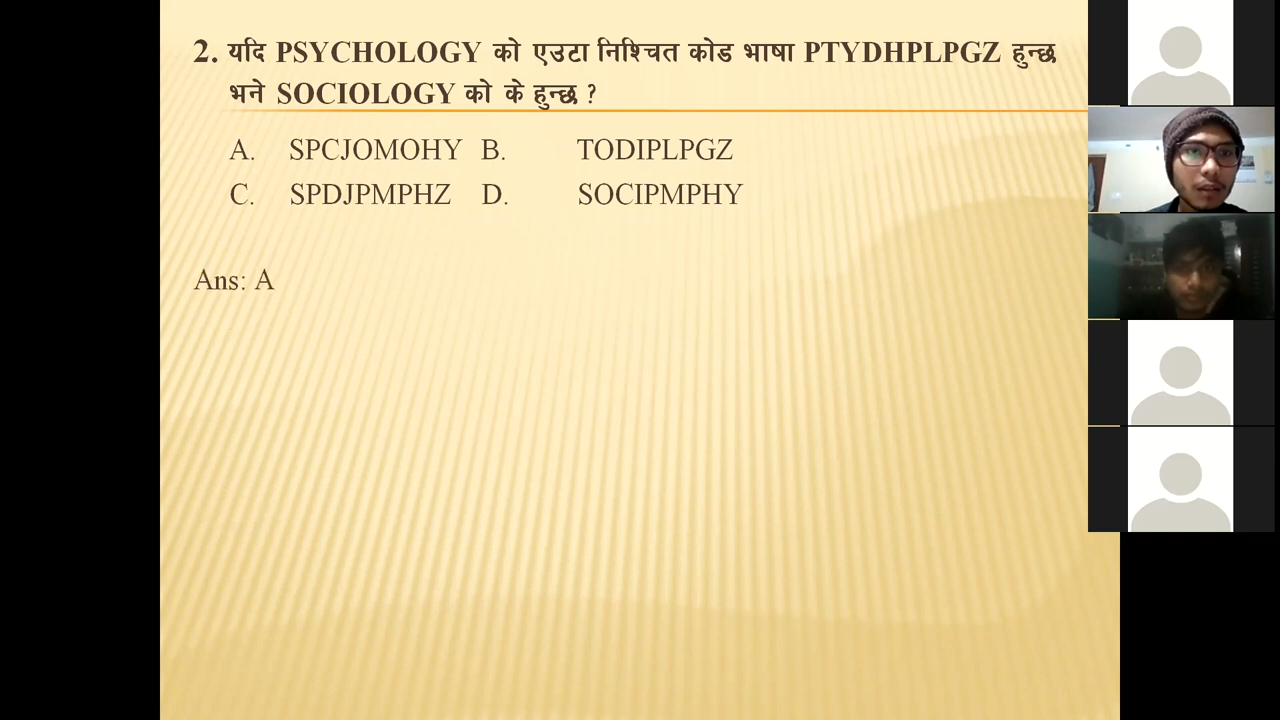 2. यदि PSYCHOLOGY को एउटा निश्चित कोड भाषा PTYDHPLPGZ हुन्छ
भने SOCIOLOGY को के हुन्छ ?
A. SPCJOMOHY B. TODIPLPGZ
C. SPDJPMPHZ D. SOCIPMPHY
Ans: A